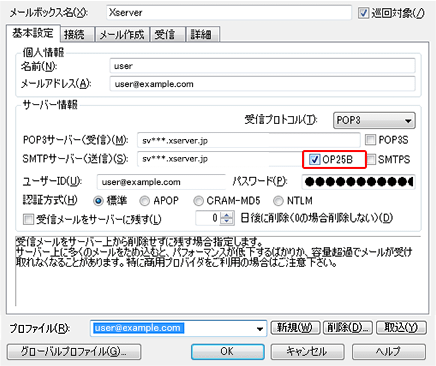 メールボックス名(X): Xserver 巡回対象(/)
基本設定 接続 メール作成 受信 詳細
個人情報
名前(N): user
メールアドレス(A): user@example.com
サーバー情報
受信プロトコル(T): POP3
POP3サーバー(受信)(M): sv***.xserver.jp POP3S
SMTPサーバー(送信)(S): sv***.xserver.jp OP25B SMTPS
ユーザーID(U): user@example.com パスワード(P): ●●●●●●●●●●●
認証方式(H) 標準 APOP CRAM-MD5 NTLM
受信メールをサーバーに残す(L) 0 日後に削除(0の場合削除しない)(D)
受信メールをサーバー上から削除せずに残す場合指定します。
サーバー上に多くのメールをため込むと、パフォーマンスが低下するばかりか、容量超過でメールが受け
取れなくなることがあります。特に商用プロバイダをご利用の場合はご注意下さい。
プロファイル(R): user@example.com 新規(W) 削除(D)... 取込(Y)
グローバルプロファイル(G)... OK キャンセル ヘルプ